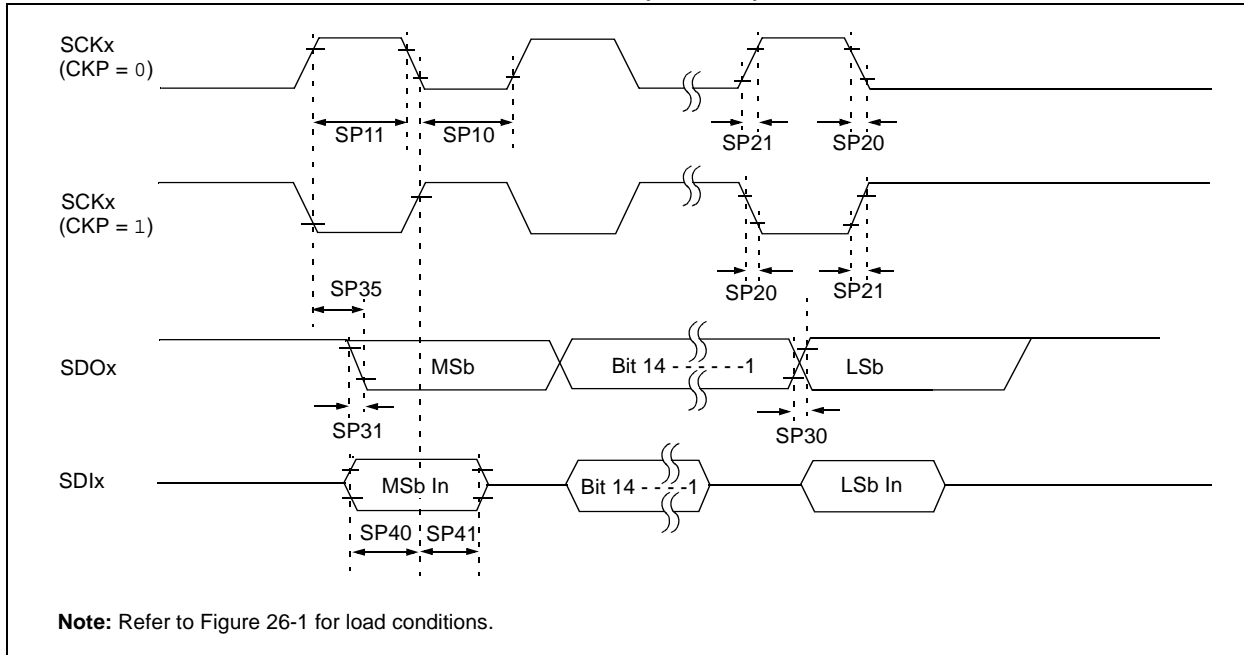 SCKx
(CKP = 0)
SP11
SP10
SP21
SP20
SCKx
(CKP = 1)
SP35
SP20
SP21
SDOx
MSb
Bit 14 - - - - - -1
LSb
SP31
SP30
SDIx
MSb In
Bit 14 - - - -1
LSb In
SP40
SP41
Note: Refer to Figure 26-1 for load conditions.